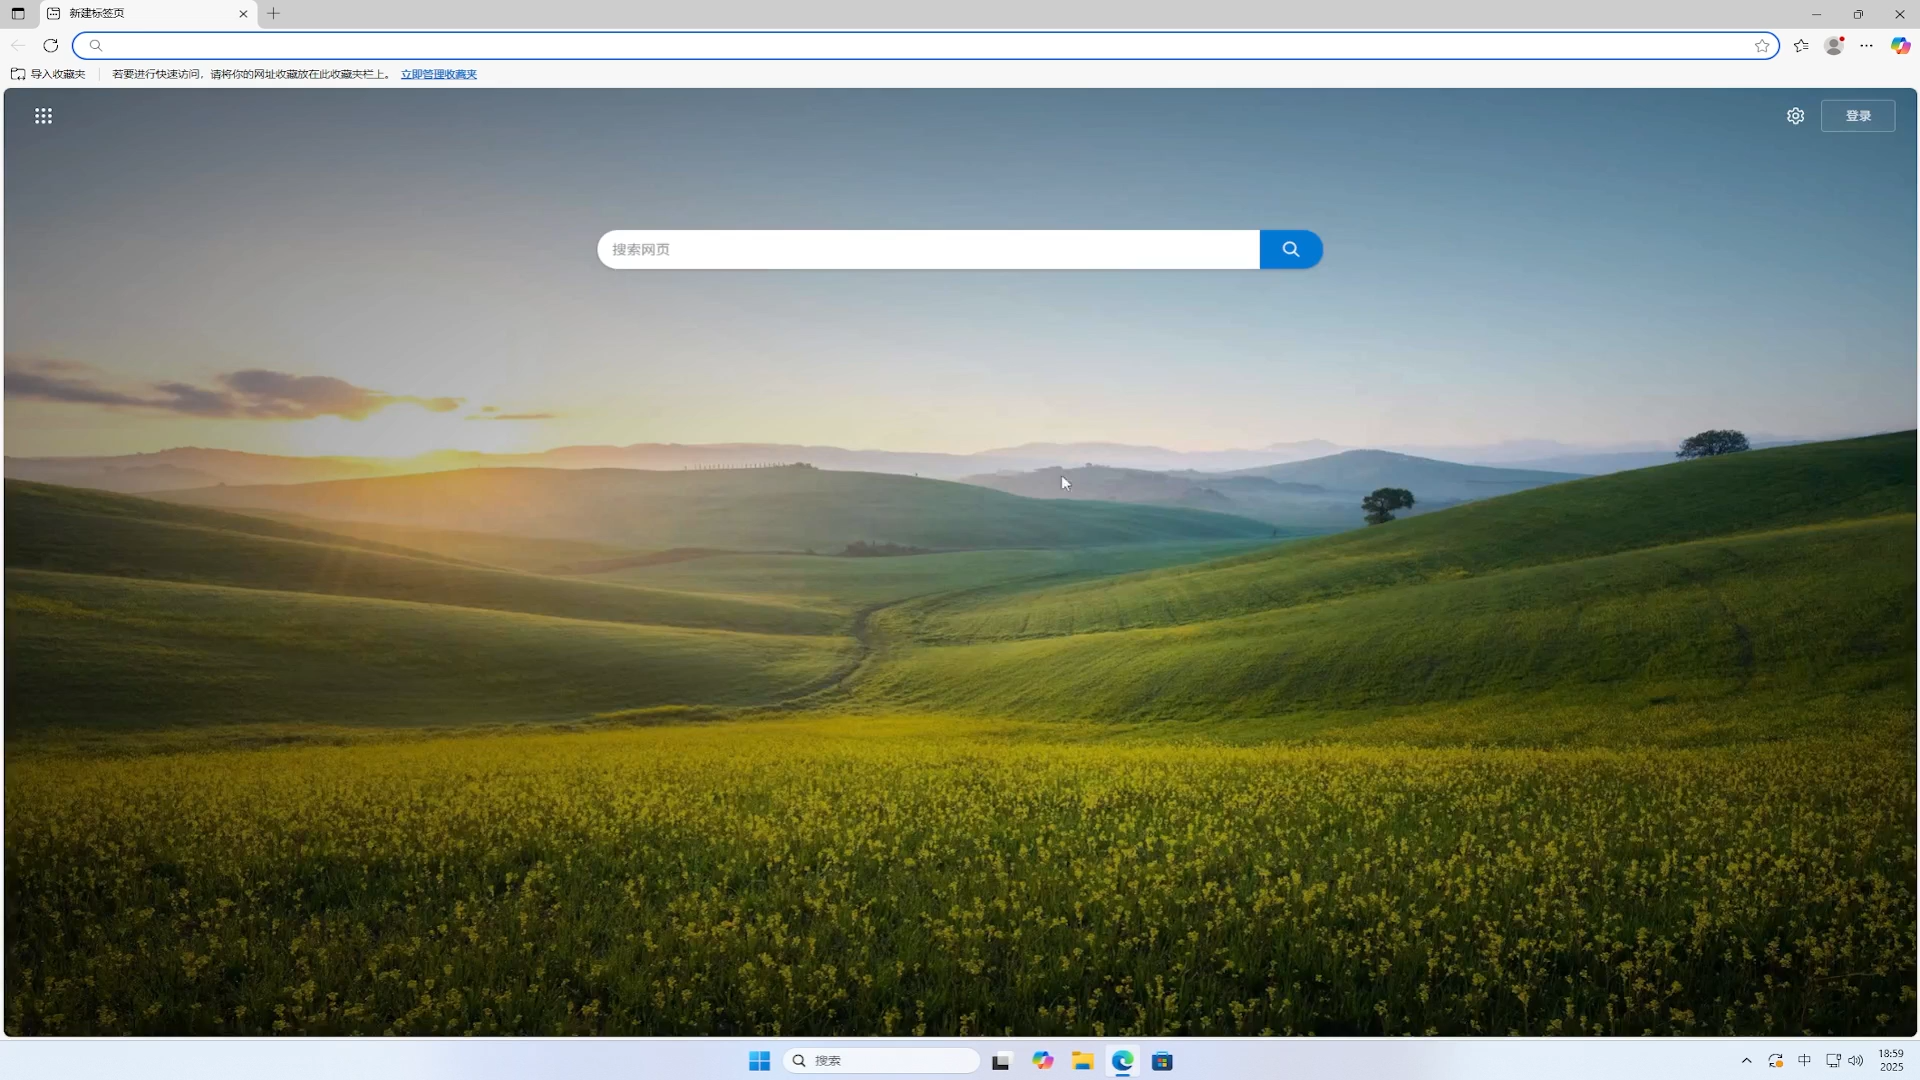 新建标签页
导入收藏夹 若要进行快速访问，请将你的网址收藏放在此收藏夹栏上。 立即管理收藏夹
登录
搜索网页
搜索
中
18:59
2025